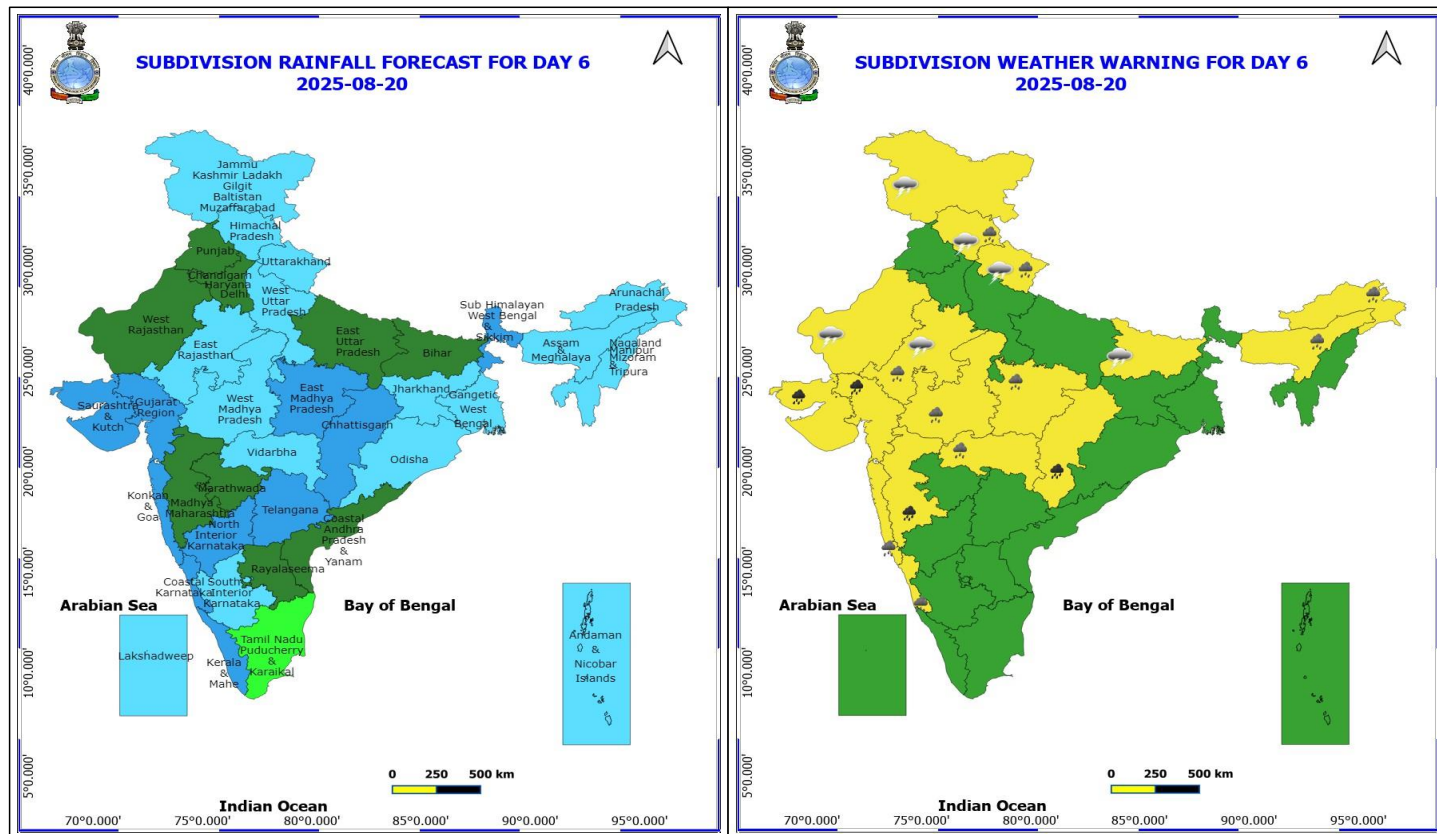 SUBDIVISION RAINFALL FORECAST FOR DAY 6
2025-08-20
40°0.000'
35°0.000'
30°0.000'
25°0.000'
20°0.000'
15°0.000'
10°0.000'
5°0.000'
Jammu
Kashmir Ladakh
Gilgit
Baltistan
Muzaffarabad
Himachal
Pradesh
Punjab
Uttarakhand
Chandigarh
Haryana
Delhi
West
Uttar
Pradesh
West
Rajasthan
East
Rajasthan
East
Uttar
Pradesh
Bihar
Sub Himalayan
West Bengal
&
Sikkim
Arunachal
Pradesh
Assam
&
Meghalaya
Nagaland
Manipur
Mizoram
&
Tripura
Jharkhand
Gangetic
West
Bengal
Saurashtra
&
Kutch
Gujarat
Region
West
Madhya
Pradesh
East
Madhya
Pradesh
Chhattisgarh
Vidarbha
Odisha
Konkan
&
Goa
Marathwada
Madhya
Maharashtra
North
Interior
Karnataka
Telangana
Coastal
Andhra
Pradesh
&
Yanam
Rayalaseema
Coastal
Karnataka
South
Interior
Karnataka
Arabian Sea
Bay of Bengal
Lakshadweep
Tamil Nadu
Puducherry
&
Karaikal
Kerala
&
Mahe
Andaman
&
Nicobar
Islands
0 250 500 km
Indian Ocean
70°0.000' 75°0.000' 80°0.000' 85°0.000' 90°0.000' 95°0.000'
SUBDIVISION WEATHER WARNING FOR DAY 6
2025-08-20
40°0.000'
35°0.000'
30°0.000'
25°0.000'
20°0.000'
15°0.000'
10°0.000'
5°0.000'
Arabian Sea
Bay of Bengal
0 250 500 km
Indian Ocean
70°0.000' 75°0.000' 80°0.000' 85°0.000' 90°0.000' 95°0.000'